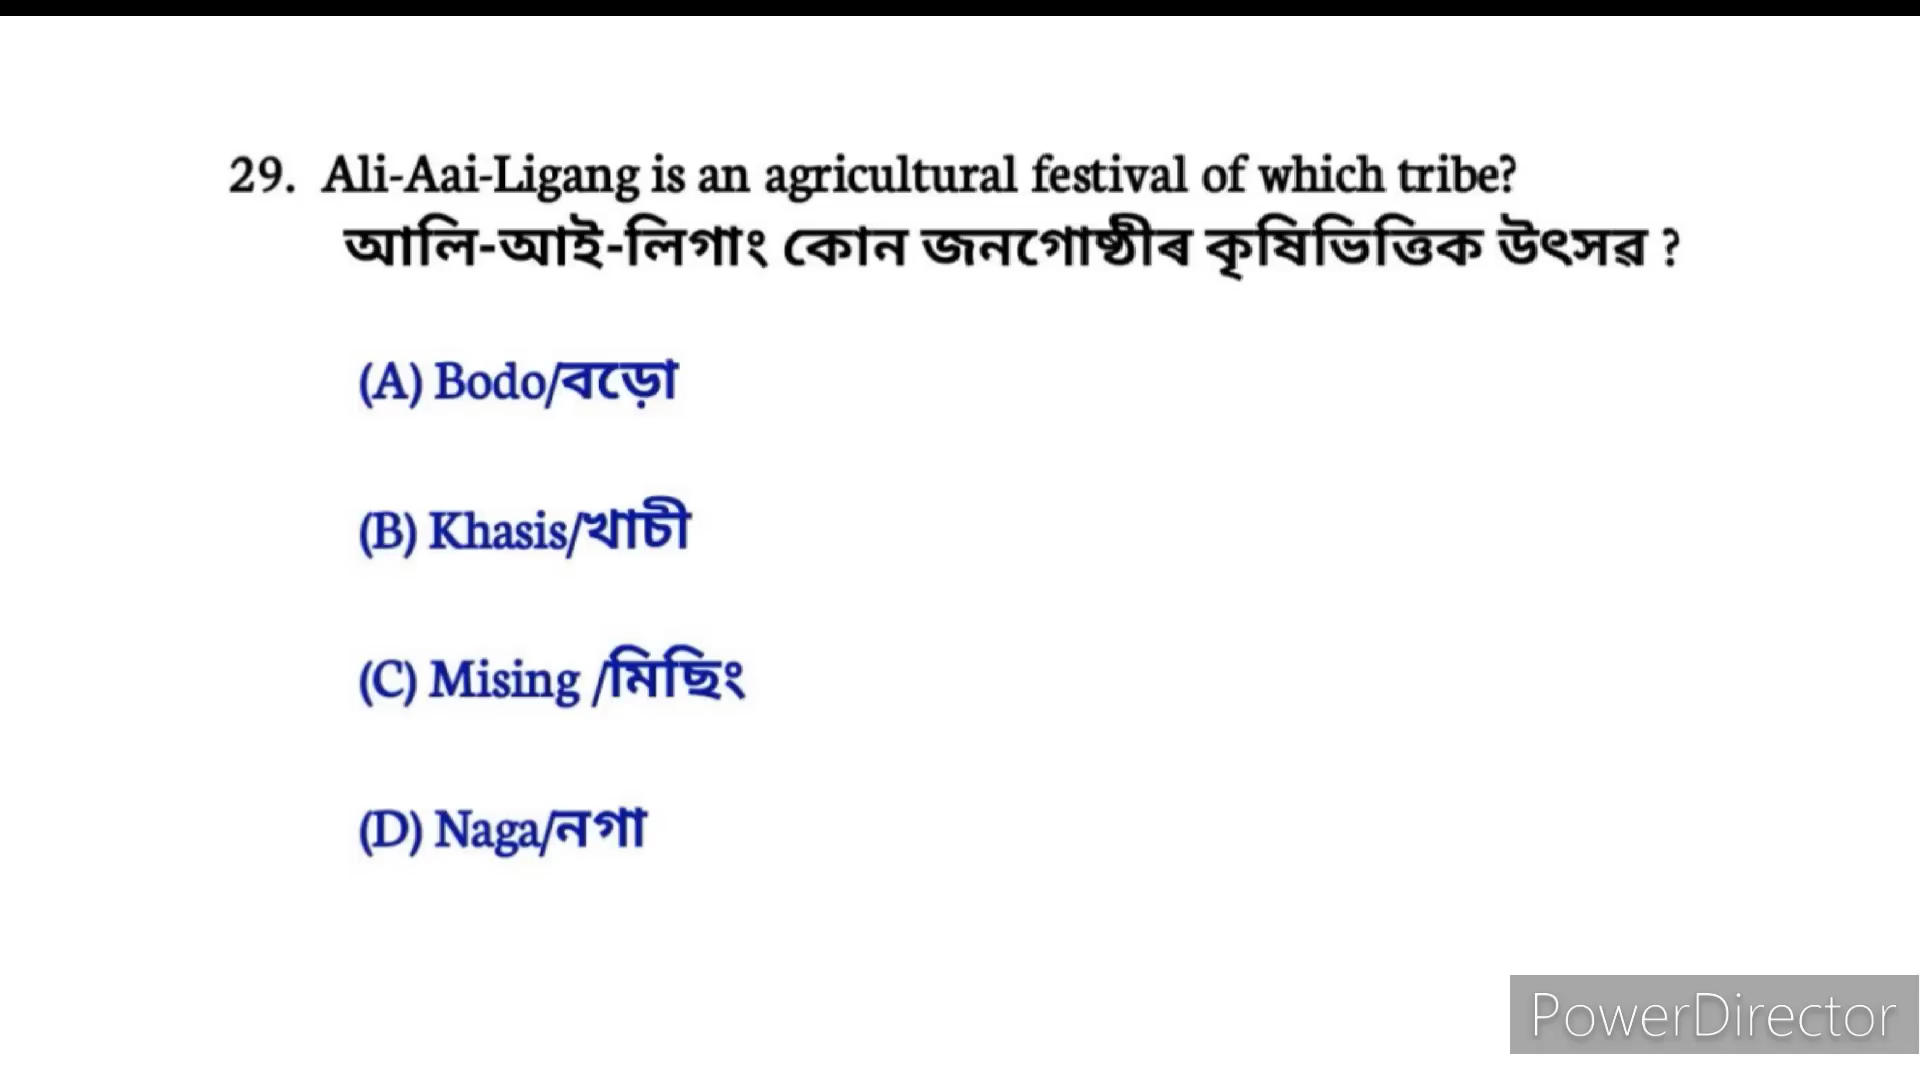 29. Ali-Aai-Ligang is an agricultural festival of which tribe?
আলি-আই-লিগাং কোন জনগোষ্ঠীৰ কৃষিভিত্তিক উৎসৱ ?
(A) Bodo/বড়ো
(B) Khasis/খাচী
(C) Mising /মিছিং
(D) Naga/নগা
PowerDirector